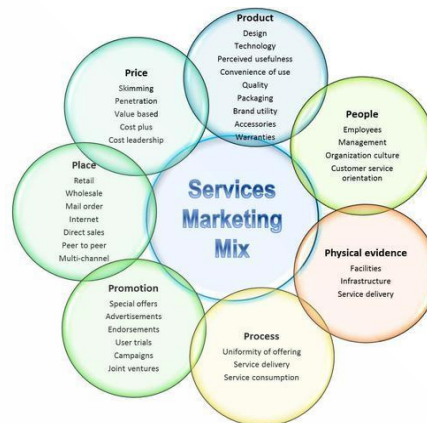 Product
Design
Technology
Perceived usefulness
Convenience of use
Quality
Packaging
Brand utility
Accessories
Warranties
People
Employees
Management
Organization culture
Customer service
orientation
Physical evidence
Facilities
Infrastructure
Service delivery
Process
Uniformity of offering
Service delivery
Service consumption
Promotion
Special offers
Advertisements
Endorsements
User trials
Campaigns
Joint ventures
Place
Retail
Wholesale
Mail order
Internet
Direct sales
Peer to peer
Multi-channel
Price
Skimming
Penetration
Value based
Cost plus
Cost leadership
Services
Marketing
Mix